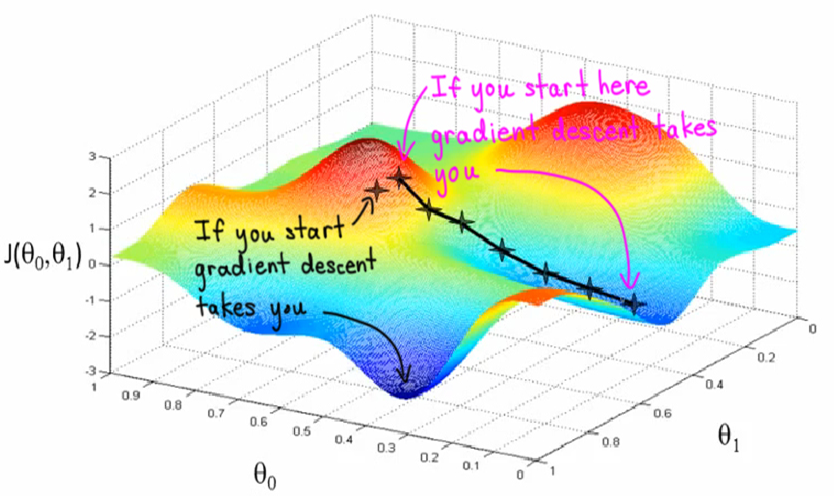 If you start here
gradient descent takes
you
If you start
gradient descent
takes you
J(θ₀,θ₁)
3
2
1
0
-1
-2
-3
1
0.9
0.8
0.7
0.6
0.5
0.4
0.3
0.2
0.1
0
θ₀
1
0.8
0.6
0.4
0.2
0
θ₁